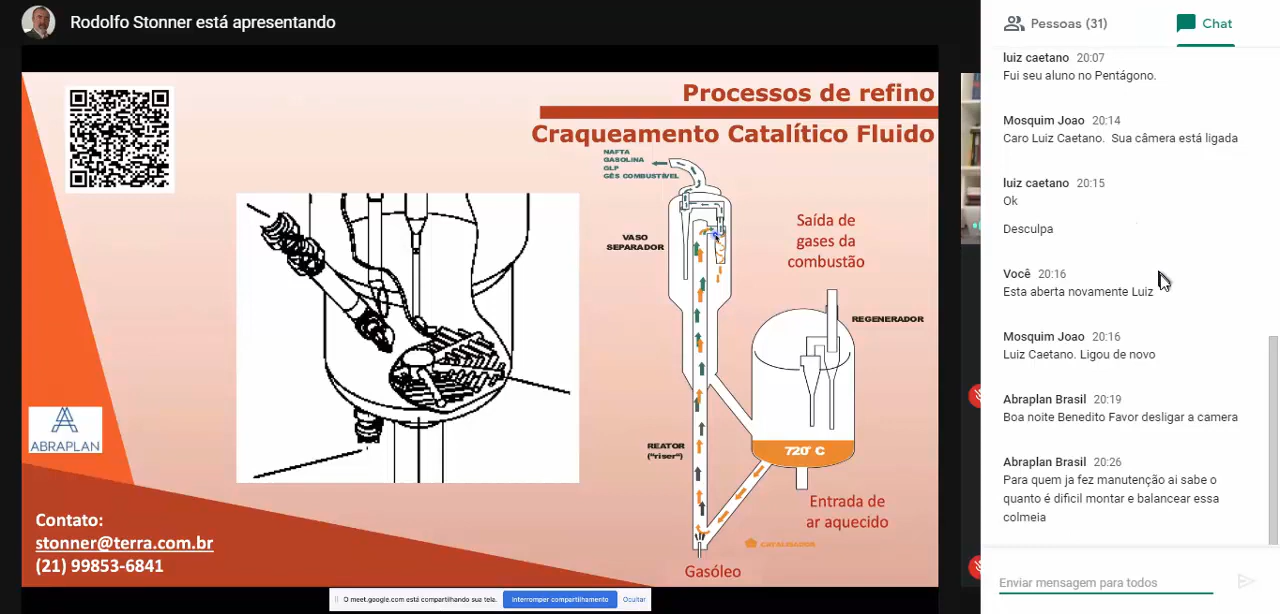 Rodolfo Stonner está apresentando
Processos de refino
Craqueamento Catalítico Fluido
NAFTA
GASOLINA
GLP
GÊS COMBUSTÍVEL
VASO
SEPARADOR
Saída de
gases da
combustão
REGENERADOR
REATOR
("riser")
720° C
Entrada de
ar aquecido
CATALISADOR
Gasóleo
ABRAPLAN
Contato:
stonner@terra.com.br
(21) 99853-6841
O meet.google.com está compartilhando sua tela.
Interromper compartilhamento
Ocultar
Pessoas (31)
Chat
luiz caetano 20:07
Fui seu aluno no Pentágono.
Mosquim Joao 20:14
Caro Luiz Caetano. Sua câmera está ligada
luiz caetano 20:15
Ok
Desculpa
Você 20:16
Esta aberta novamente Luiz
Mosquim Joao 20:16
Luiz Caetano. Ligou de novo
Abraplan Brasil 20:19
Boa noite Benedito Favor desligar a camera
Abraplan Brasil 20:26
Para quem ja fez manutenção ai sabe o
quanto é dificil montar e balancear essa
colmeia
Enviar mensagem para todos